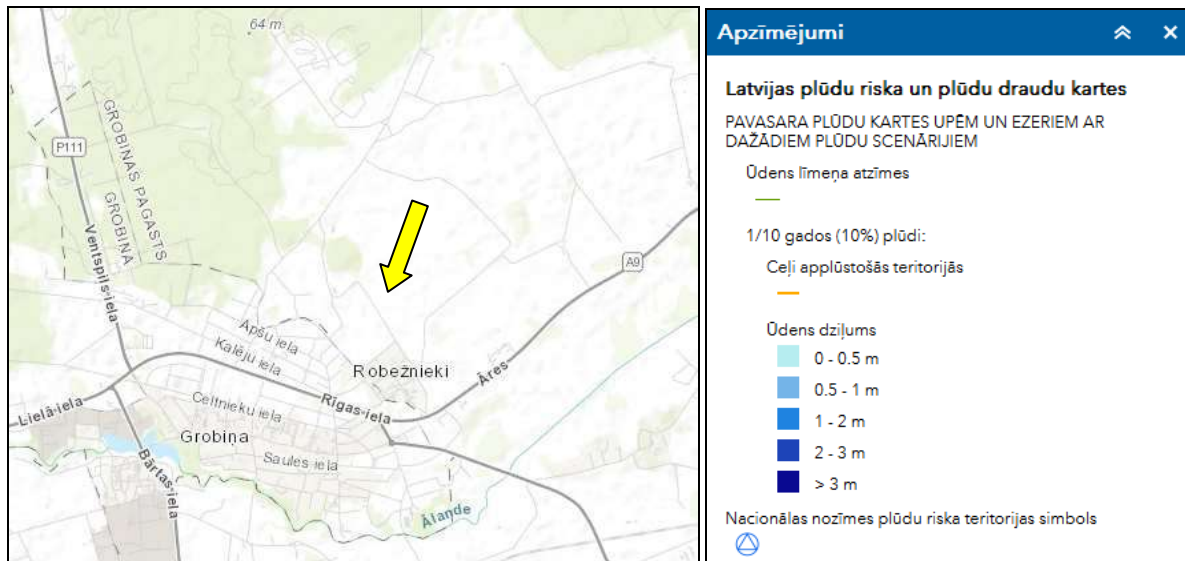 64 m
P111
GROBIŅAS PAGASTS
GROBIŅA
Ventspils-iela
A9
Apšu iela
Kalēju iela
Robežnieki
Āres
Lielā-iela
Celtnieku iela
Rīgas-iela
Grobiņa
Saules iela
Bārtas-iela
Ālande
Apzīmējumi
Latvijas plūdu riska un plūdu draudu kartes
PAVASARA PLŪDU KARTES UPĒM UN EZERIEM AR
DAŽĀDIEM PLŪDU SCENĀRIJIEM
Ūdens līmeņa atzīmes
1/10 gados (10%) plūdi:
Ceļi applūstošās teritorijās
Ūdens dziļums
0 - 0.5 m
0.5 - 1 m
1 - 2 m
2 - 3 m
> 3 m
Nacionālas nozīmes plūdu riska teritorijas simbols